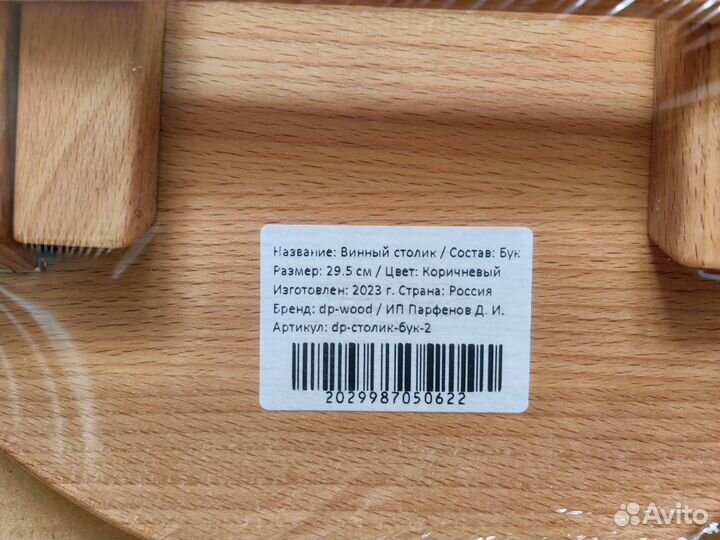 Название: Винный столик / Состав: Бук
Размер: 29.5 см / Цвет: Коричневый
Изготовлен: 2023 г. Страна: Россия
Бренд: dp-wood / ИП Парфенов Д. И.
Артикул: dp-столик-бук-2
2029987050622
Avito